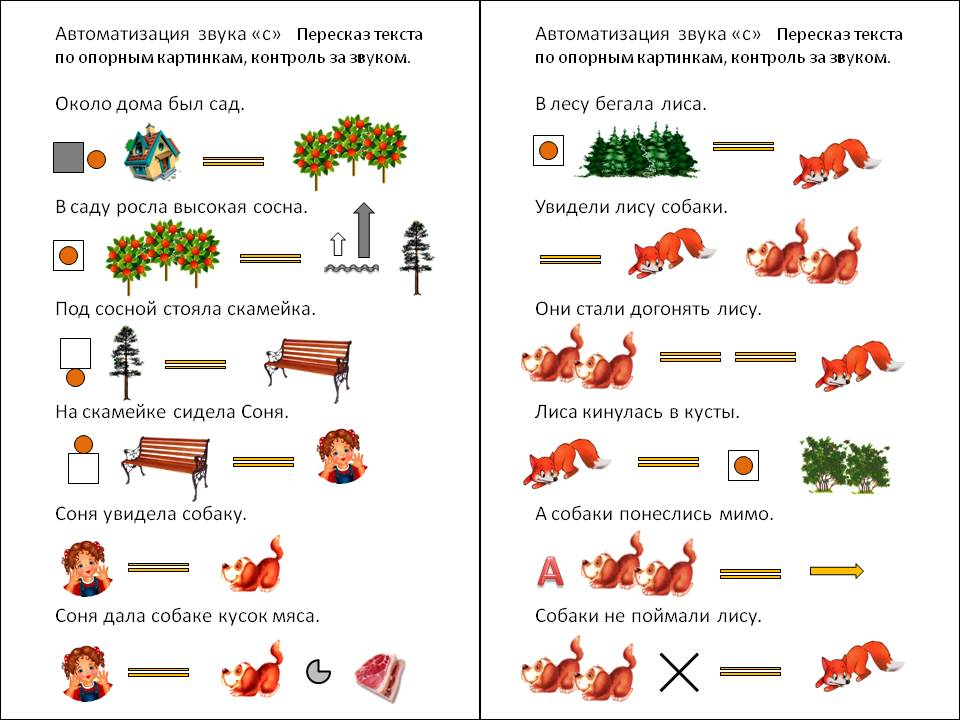 Автоматизация звука «с» Пересказ текста
по опорным картинкам, контроль за звуком.
Около дома был сад.
В саду росла высокая сосна.
Под сосной стояла скамейка.
На скамейке сидела Соня.
Соня увидела собаку.
Соня дала собаке кусок мяса.
Автоматизация звука «с» Пересказ текста
по опорным картинкам, контроль за звуком.
В лесу бегала лиса.
Увидели лису собаки.
Они стали догонять лису.
Лиса кинулась в кусты.
А собаки понеслись мимо.
А
Собаки не поймали лису.